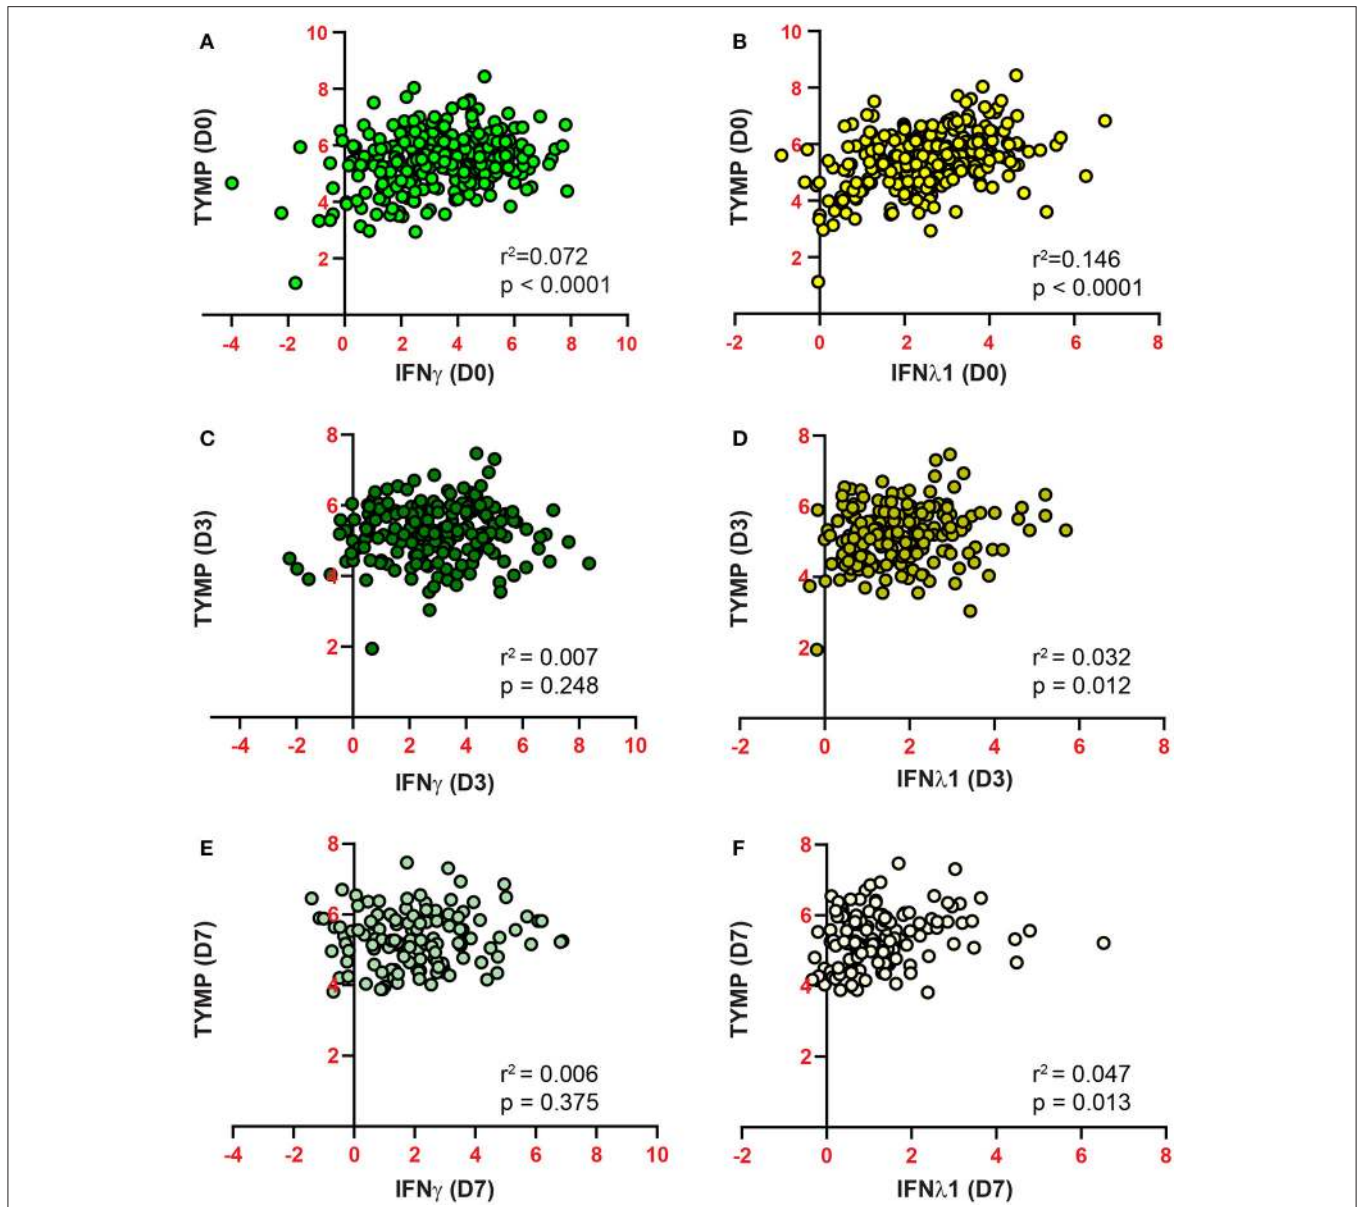 A
TYMP (D0)
10
8
6
4
2
-4 -2 0 2 4 6 8 10
IFNγ (D0)
r²=0.072
p < 0.0001
B
TYMP (D0)
10
8
6
4
2
-2 0 2 4 6 8
IFNλ1 (D0)
r²=0.146
p < 0.0001
C
TYMP (D3)
8
6
4
2
-4 -2 0 2 4 6 8 10
IFNγ (D3)
r² = 0.007
p = 0.248
D
TYMP (D3)
8
6
4
2
-2 0 2 4 6 8
IFNλ1 (D3)
r² = 0.032
p = 0.012
E
TYMP (D7)
8
6
4
2
-4 -2 0 2 4 6 8 10
IFNγ (D7)
r² = 0.006
p = 0.375
F
TYMP (D7)
8
6
4
2
-2 0 2 4 6 8
IFNλ1 (D7)
r² = 0.047
p = 0.013